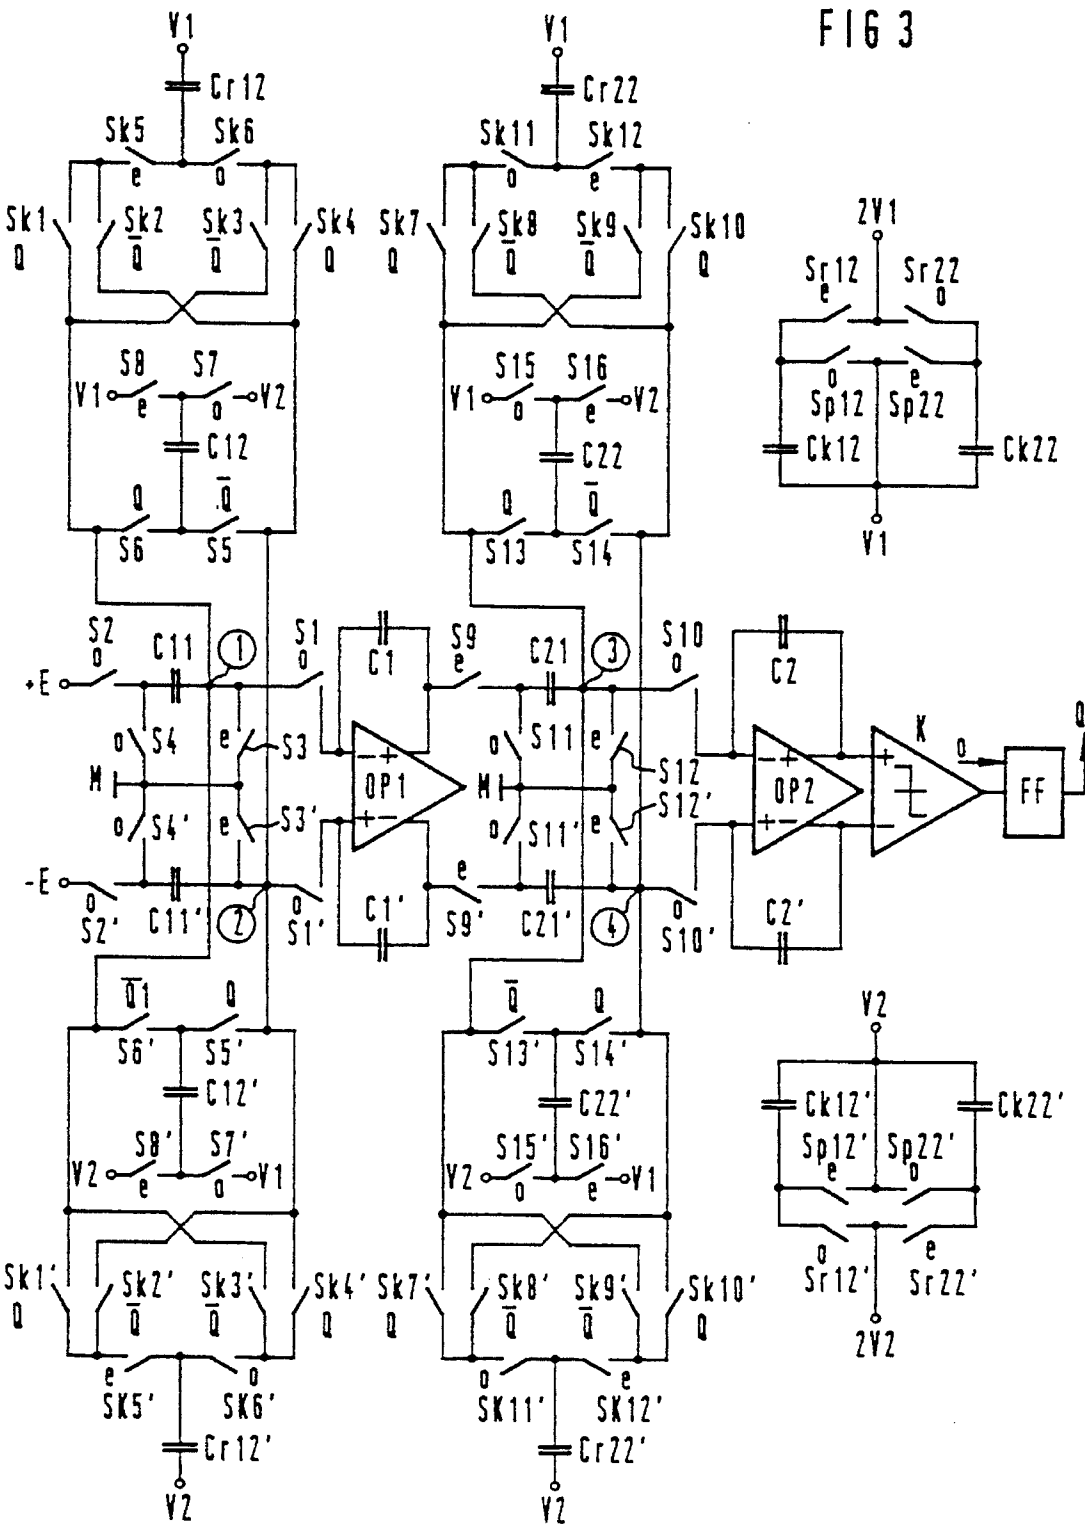 FIG 3
V1 V1
Cr12 Cr22
Sk5 Sk6 Sk11 Sk12
e o o e
2V1
Sk1 Sk2 Sk3 Sk4 Sk7 Sk8 Sk9 Sk10
Q Q̅ Q̅ Q Q Q̅ Q̅ Q
Sr12 Sr22
e o
S8 S7 S15 S16
V1 e o V2 V1 o e V2
o e
Sp12 Sp22
C12 C22
Ck12 Ck22
Q Q̅ Q Q̅
S6 S5 S13 S14
V1
S2 C11 1 S1 C1 S9 C21 3 S10 C2
o o e o
+E
S4 S3 S11 S12 K Q
o e o e o
M OP1 M OP2 FF
- + - + +
+ - + - -
o e o e
S4' S3' S11' S12'
-E
o o e o
S2' C11' 2 S1' C1' S9' C21' 4 S10' C2'
Q̅1 Q Q̅ Q
S6' S5' S13' S14'
V2
C12' C22'
Ck12' Ck22'
S8' S7' S15' S16'
V2 e o V1 V2 o e V1
Sp12' Sp22'
e o
o e
Sr12' Sr22'
Sk1' Sk2' Sk3' Sk4' Sk7' Sk8' Sk9' Sk10'
Q Q̅ Q̅ Q Q Q̅ Q̅ Q
2V2
e o o e
SK5' SK6' SK11' SK12'
Cr12' Cr22'
V2 V2